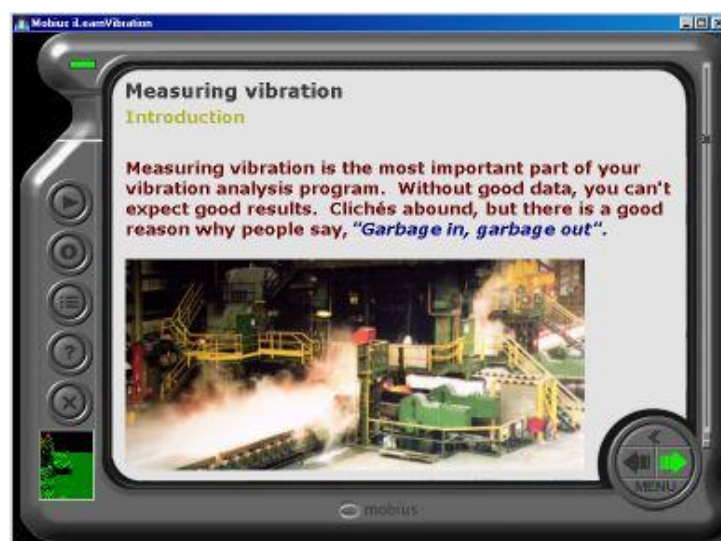 Mobius iLearnVibration
Measuring vibration
Introduction
Measuring vibration is the most important part of your
vibration analysis program.  Without good data, you can't
expect good results.  Clichés abound, but there is a good
reason why people say, "Garbage in, garbage out".
MENU
mobius